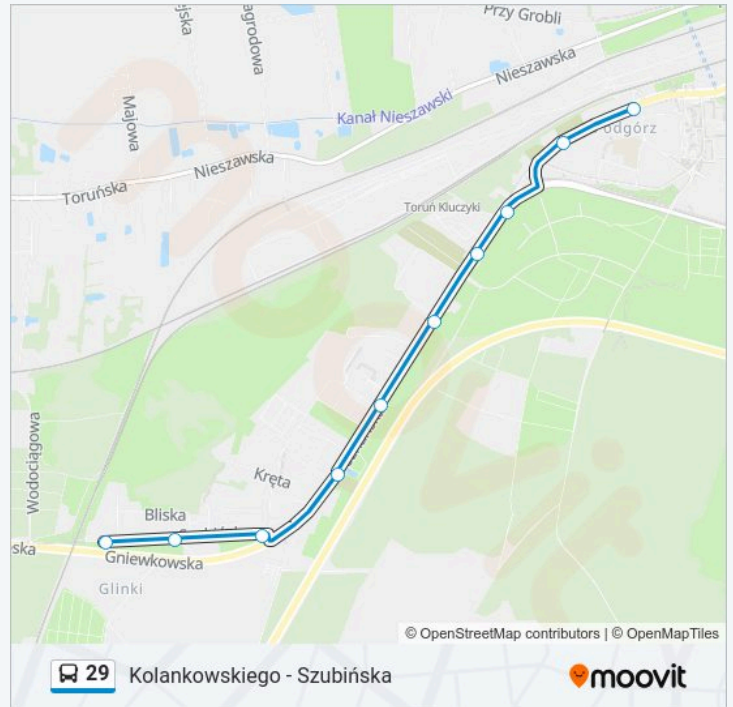 Przy Grobli
Nieszawska
Kanał Nieszawski
Majowa
Nieszawska
Toruńska
Toruń Kluczyki
Wodociągowa
Kręta
Bliska
Gniewkowska
Glinki
© OpenStreetMap contributors | © OpenMapTiles
29 Kolankowskiego - Szubińska
moovit